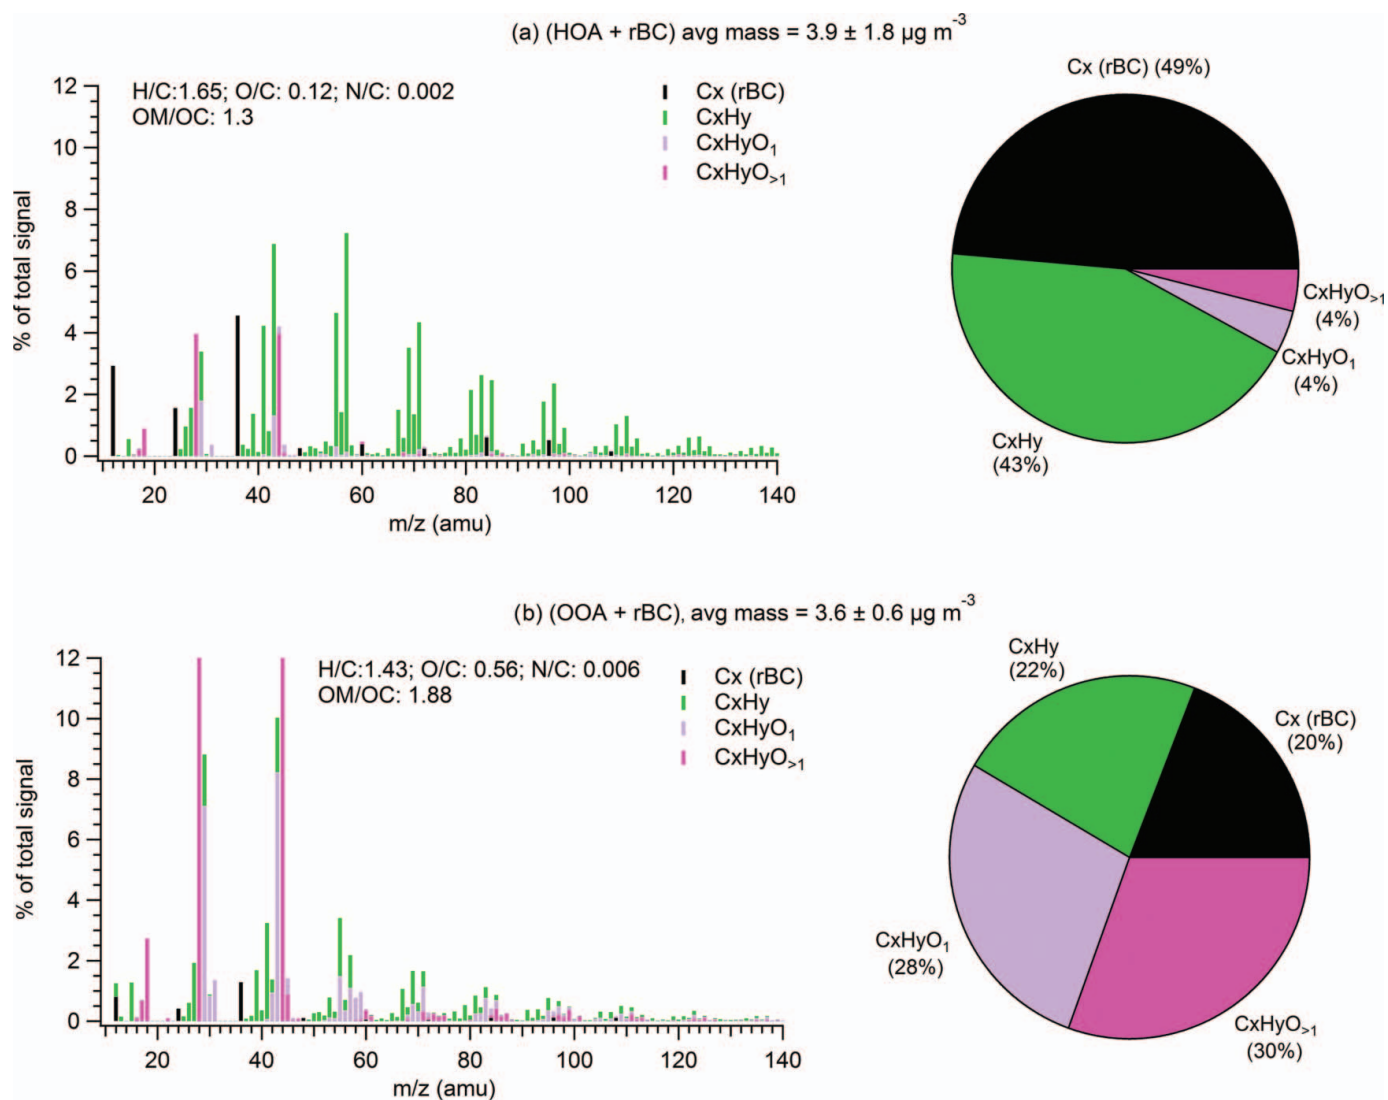 (a) (HOA + rBC) avg mass = 3.9 ± 1.8 µg m-3
H/C:1.65; O/C: 0.12; N/C: 0.002
OM/OC: 1.3
Cx (rBC)
CxHy
CxHyO1
CxHyO>1
% of total signal
12
10
8
6
4
2
0
20 40 60 80 100 120 140
m/z (amu)
Cx (rBC) (49%)
CxHyO>1
(4%)
CxHyO1
(4%)
CxHy
(43%)
(b) (OOA + rBC), avg mass = 3.6 ± 0.6 µg m-3
H/C:1.43; O/C: 0.56; N/C: 0.006
OM/OC: 1.88
Cx (rBC)
CxHy
CxHyO1
CxHyO>1
% of total signal
12
10
8
6
4
2
0
20 40 60 80 100 120 140
m/z (amu)
CxHy
(22%)
Cx (rBC)
(20%)
CxHyO1
(28%)
CxHyO>1
(30%)